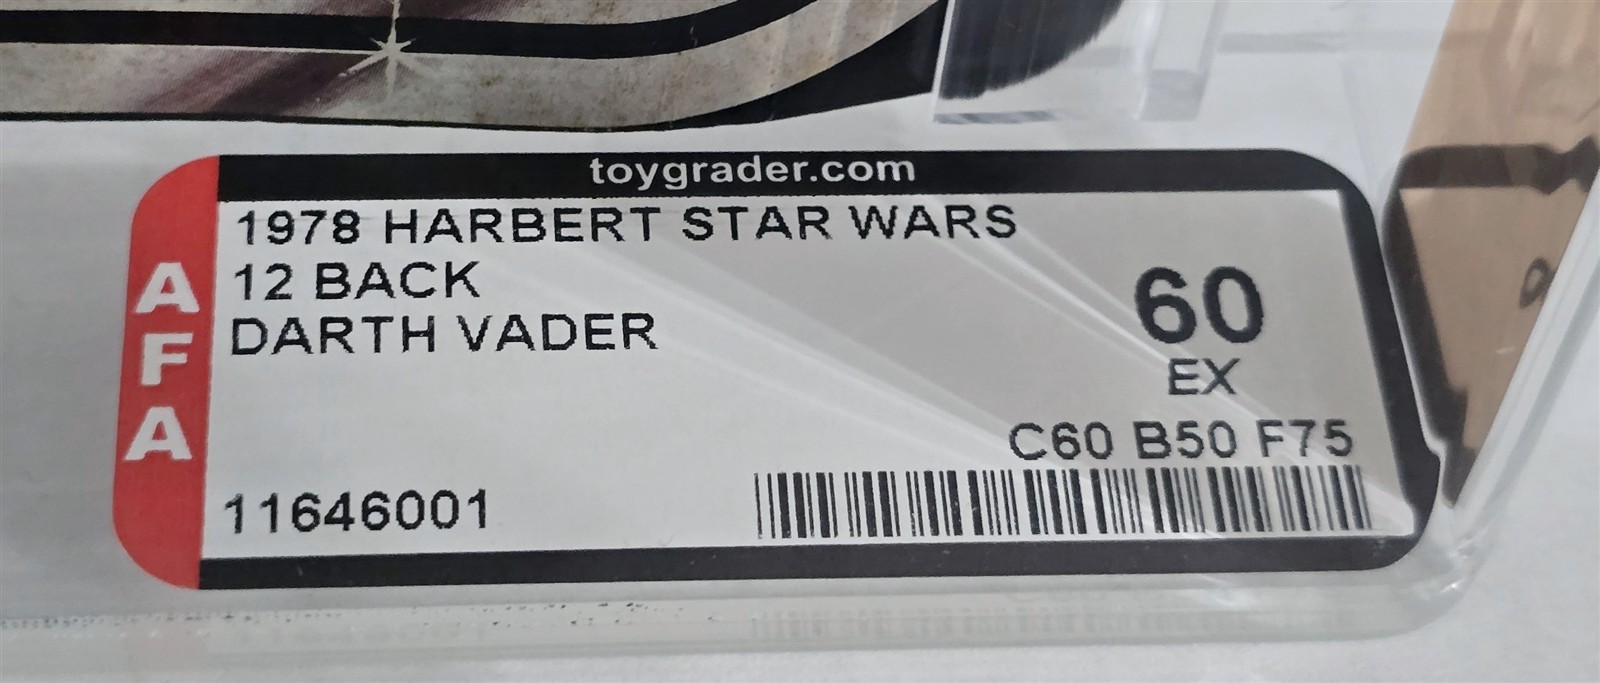 toygrader.com
AFA
1978 HARBERT STAR WARS
12 BACK
DARTH VADER
60
EX
C60 B50 F75
11646001